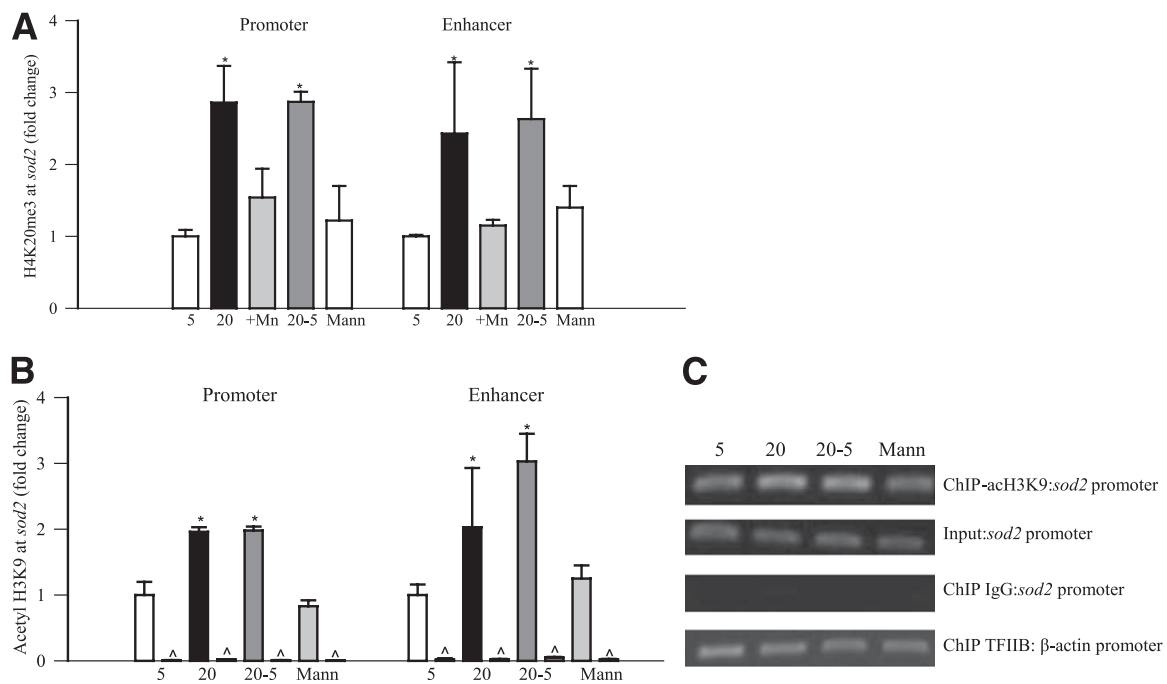 A
Promoter Enhancer
H4K20me3 at sod2 (fold change)
4
3
2
1
0
* * * *
5 20 +Mn 20-5 Mann 5 20 +Mn 20-5 Mann
B
Promoter Enhancer
Acetyl H3K9 at sod2 (fold change)
4
3
2
1
0
* * * *
^ ^ ^ ^ ^ ^ ^ ^
5 20 20-5 Mann 5 20 20-5 Mann
C
5 20 20-5 Mann
ChIP-acH3K9:sod2 promoter
Input:sod2 promoter
ChIP IgG:sod2 promoter
ChIP TFIIB: β-actin promoter